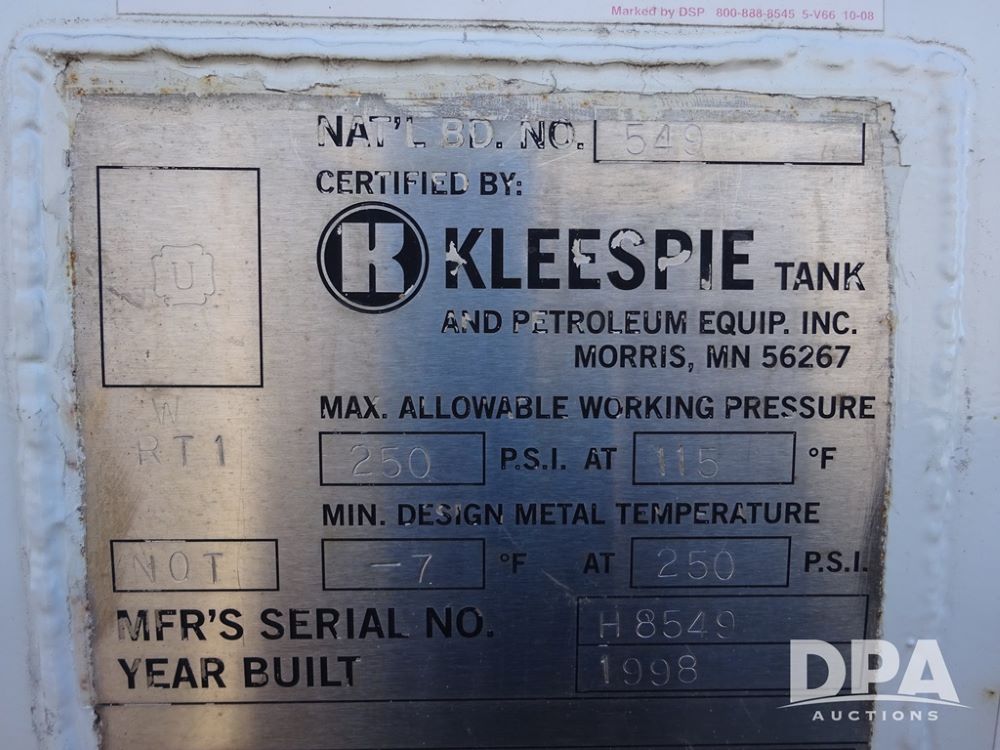 Marked by DSP 800-888-8545 5-V66 10-08
NAT'L BD. NO. 549
CERTIFIED BY:
U
K KLEESPIE TANK
AND PETROLEUM EQUIP. INC.
MORRIS, MN 56267
W
MAX. ALLOWABLE WORKING PRESSURE
RT1 250 P.S.I. AT 115 °F
MIN. DESIGN METAL TEMPERATURE
NOT -7 °F AT 250 P.S.I.
MFR'S SERIAL NO. H8549
YEAR BUILT 1998
DPA
AUCTIONS